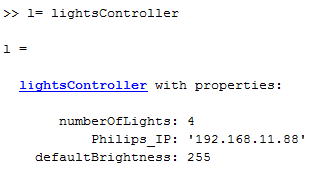 >> l= lightsController
l =
lightsController with properties:
numberOfLights: 4
Philips_IP: '192.168.11.88'
defaultBrightness: 255